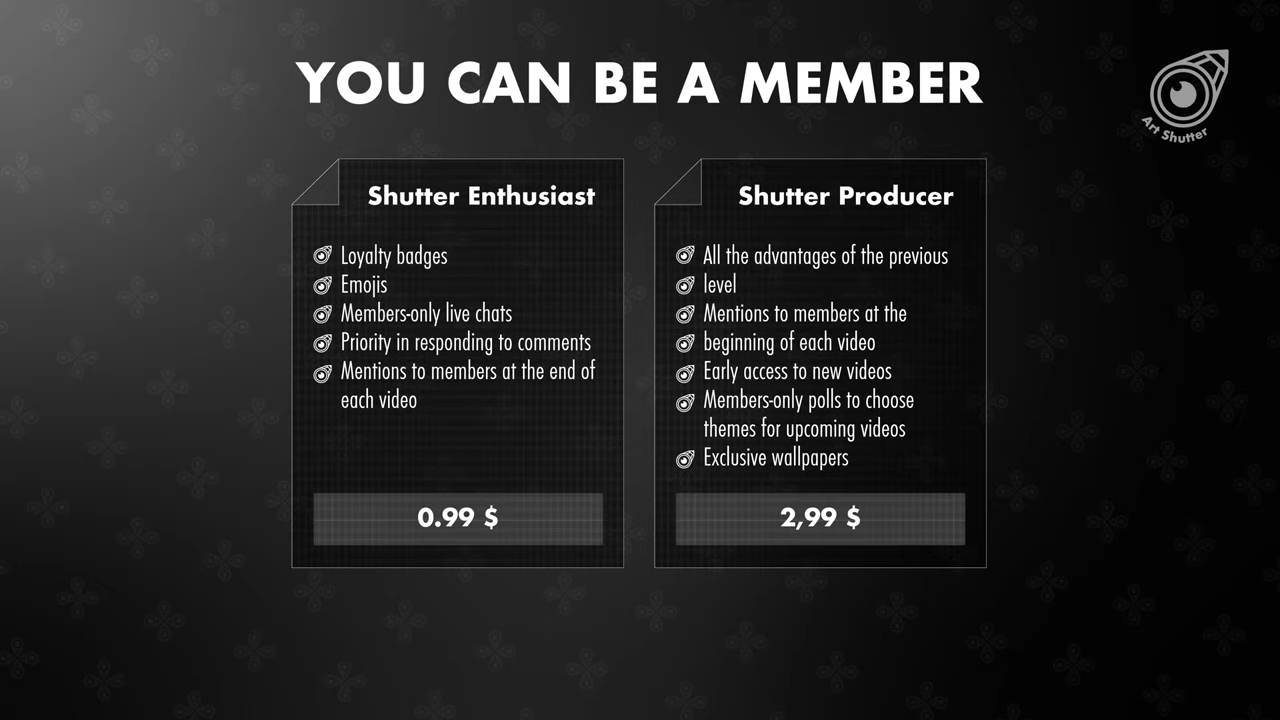 YOU CAN BE A MEMBER
Art Shutter
Shutter Enthusiast
Loyalty badges
Emojis
Members-only live chats
Priority in responding to comments
Mentions to members at the end of
each video
0.99 $
Shutter Producer
All the advantages of the previous
level
Mentions to members at the
beginning of each video
Early access to new videos
Members-only polls to choose
themes for upcoming videos
Exclusive wallpapers
2,99 $